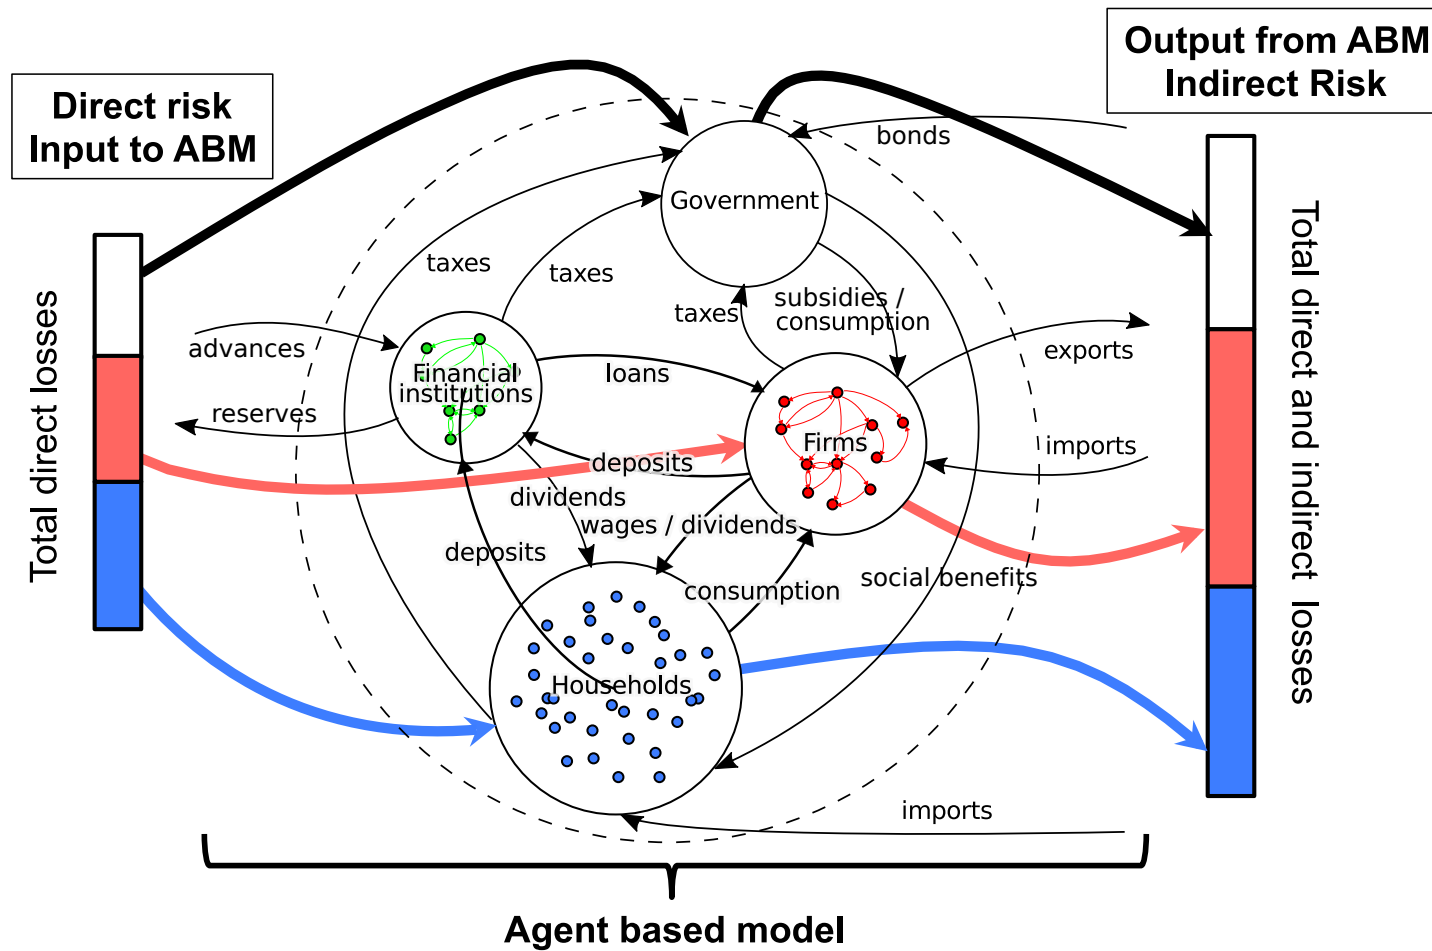 Direct risk
Input to ABM
Output from ABM
Indirect Risk
bonds
Government
taxes
taxes
taxes
subsidies /
consumption
advances
reserves
Financial
institutions
loans
exports
Firms
imports
deposits
dividends
wages / dividends
deposits
consumption
social benefits
Households
imports
Total direct losses
Total direct and indirect losses
Agent based model